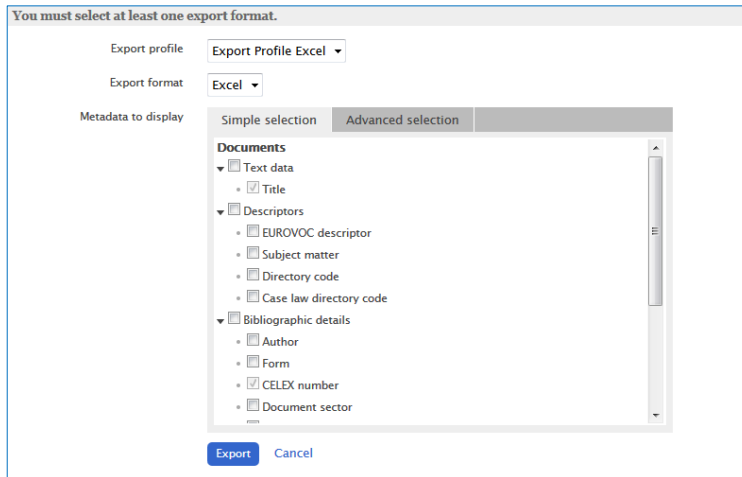 You must select at least one export format.
Export profile Export Profile Excel
Export format Excel
Metadata to display Simple selection Advanced selection
Documents
Text data
Title
Descriptors
EUROVOC descriptor
Subject matter
Directory code
Case law directory code
Bibliographic details
Author
Form
CELEX number
Document sector
Export Cancel